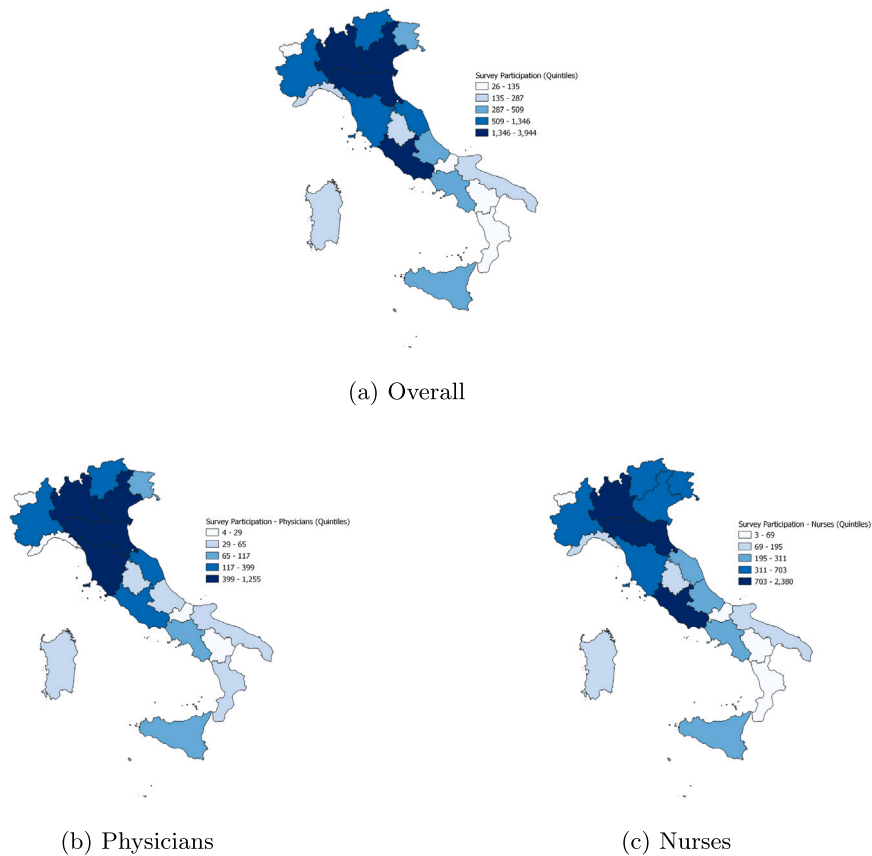 Survey Participation (Quintiles)
26 - 135
135 - 287
287 - 509
509 - 1,346
1,346 - 3,944
(a) Overall
Survey Participation - Physicians (Quintiles)
4 - 29
29 - 65
65 - 117
117 - 399
399 - 1,255
(b) Physicians
Survey Participation - Nurses (Quintiles)
3 - 69
69 - 195
195 - 311
311 - 703
703 - 2,380
(c) Nurses